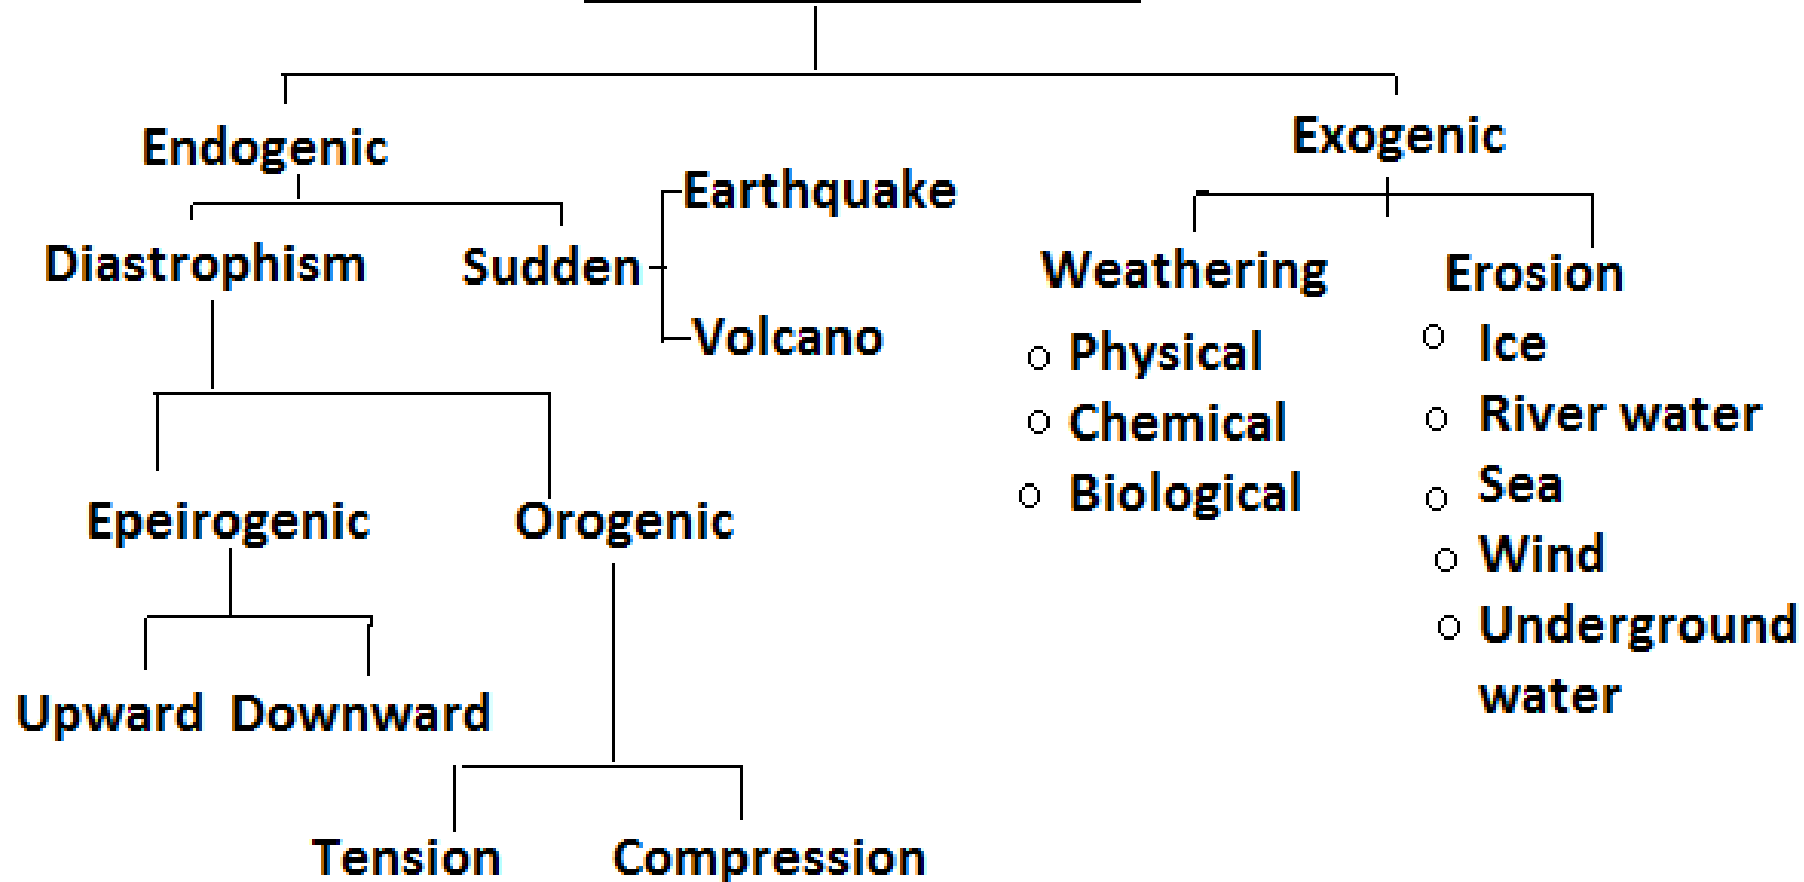 Endogenic
Exogenic
Earthquake
Diastrophism
Sudden
Volcano
Weathering
Physical
Chemical
Biological
Erosion
Ice
River water
Sea
Wind
Underground
water
Epeirogenic
Orogenic
Upward
Downward
Tension
Compression